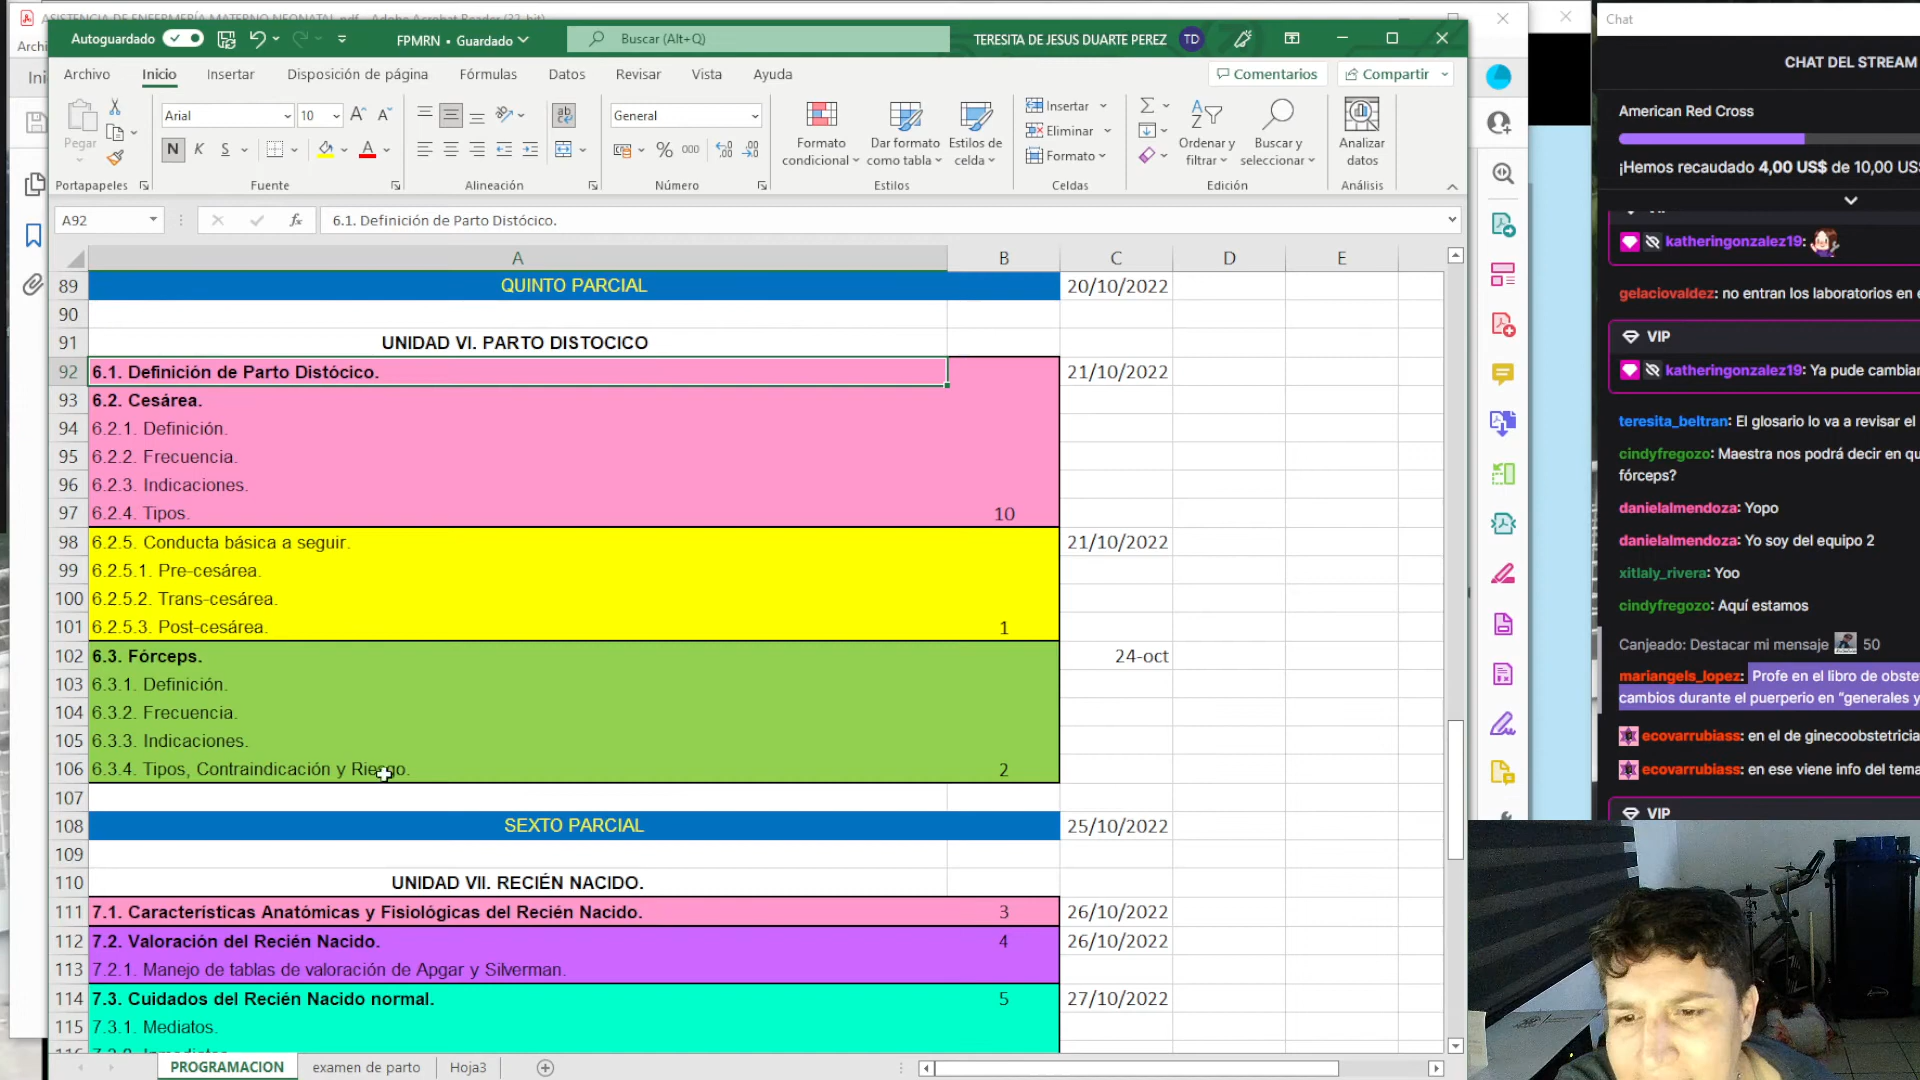 ASISTENCIA DE ENFERMERÍA MATERNO NEONATAL.pdf - Adobe Acrobat Reader (32-bit)
Archi
Ini
Autoguardado
FPMRN • Guardado
Buscar (Alt+Q)
TERESITA DE JESUS DUARTE PEREZ
TD
Archivo
Inicio
Insertar
Disposición de página
Fórmulas
Datos
Revisar
Vista
Ayuda
Comentarios
Compartir
Pegar
Portapapeles
Arial
10
N K S
Fuente
Alineación
General
% 000
Número
Formato condicional
Dar formato como tabla
Estilos de celda
Estilos
Insertar
Eliminar
Formato
Celdas
Ordenar y filtrar
Buscar y seleccionar
Edición
Analizar datos
Análisis
A92
fx
6.1. Definición de Parto Distócico.
A B C D E
89 QUINTO PARCIAL 20/10/2022
90
91 UNIDAD VI. PARTO DISTOCICO
92 6.1. Definición de Parto Distócico. 21/10/2022
93 6.2. Cesárea.
94 6.2.1. Definición.
95 6.2.2. Frecuencia.
96 6.2.3. Indicaciones.
97 6.2.4. Tipos. 10
98 6.2.5. Conducta básica a seguir. 21/10/2022
99 6.2.5.1. Pre-cesárea.
100 6.2.5.2. Trans-cesárea.
101 6.2.5.3. Post-cesárea. 1
102 6.3. Fórceps. 24-oct
103 6.3.1. Definición.
104 6.3.2. Frecuencia.
105 6.3.3. Indicaciones.
106 6.3.4. Tipos, Contraindicación y Riesgo. 2
107
108 SEXTO PARCIAL 25/10/2022
109
110 UNIDAD VII. RECIÉN NACIDO.
111 7.1. Características Anatómicas y Fisiológicas del Recién Nacido. 3 26/10/2022
112 7.2. Valoración del Recién Nacido. 4 26/10/2022
113 7.2.1. Manejo de tablas de valoración de Apgar y Silverman.
114 7.3. Cuidados del Recién Nacido normal. 5 27/10/2022
115 7.3.1. Mediatos.
PROGRAMACION
examen de parto
Hoja3
Chat
CHAT DEL STREAM
American Red Cross
¡Hemos recaudado 4,00 US$ de 10,00 US$
katheringonzalez19:
gelaciovaldez: no entran los laboratorios en e
VIP
katheringonzalez19: Ya pude cambiar
teresita_beltran: El glosario lo va a revisar el
cindyfregozo: Maestra nos podrá decir en qu
fórceps?
danielalmendoza: Yopo
danielalmendoza: Yo soy del equipo 2
xitlaly_rivera: Yoo
cindyfregozo: Aquí estamos
Canjeado: Destacar mi mensaje 50
mariangels_lopez: Profe en el libro de obste
cambios durante el puerperio en "generales y
ecovarrubiass: en el de ginecoobstetricia
ecovarrubiass: en ese viene info del tema
VIP